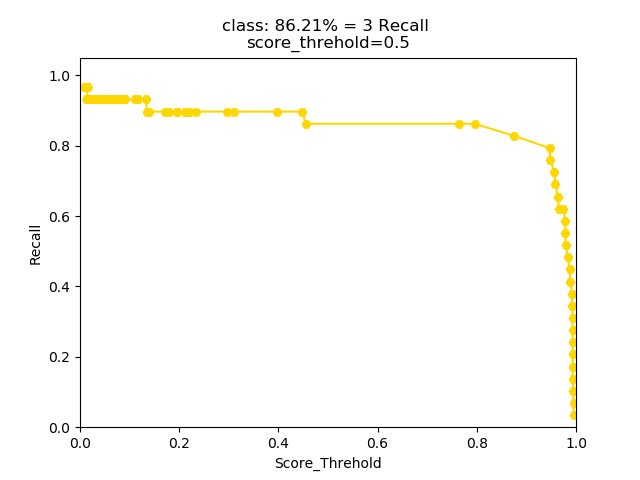 class: 86.21% = 3 Recall
score_threhold=0.5
1.0
0.8
0.6
0.4
0.2
0.0
Recall
0.0 0.2 0.4 0.6 0.8 1.0
Score_Threhold